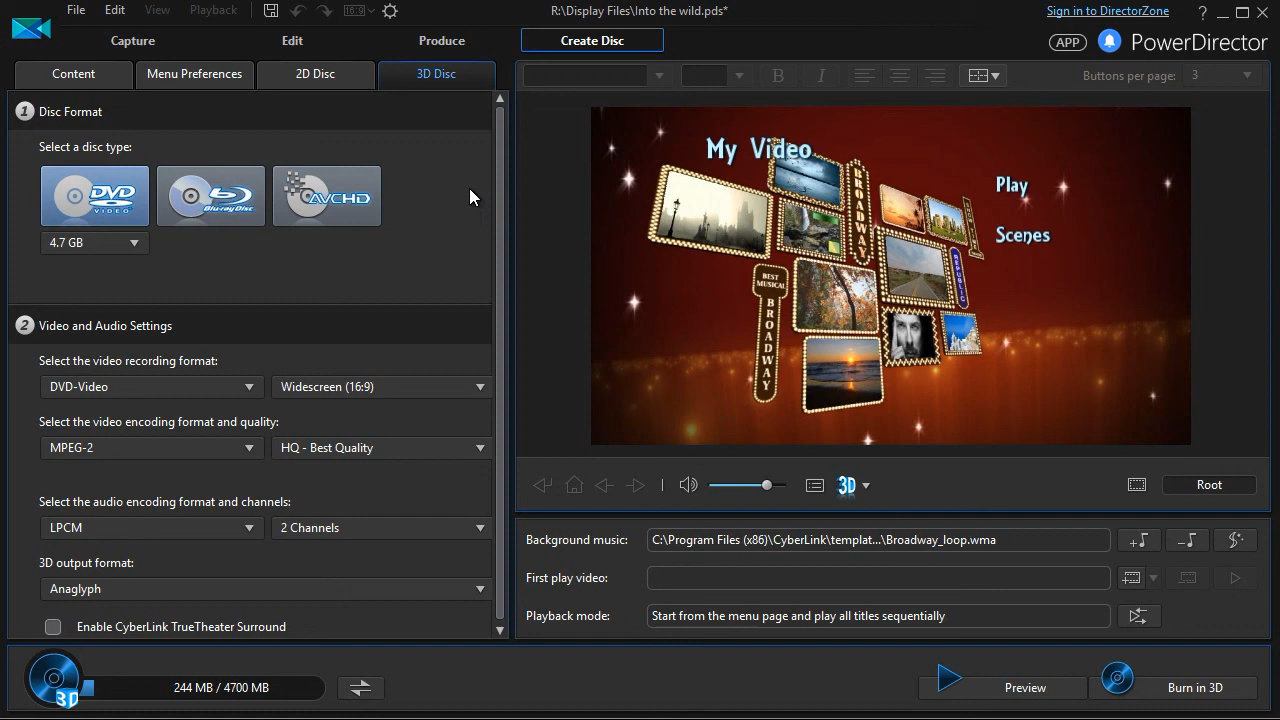 File Edit View Playback
16:9
R:\Display Files\Into the wild.pds*
Sign in to DirectorZone
?
Capture Edit Produce Create Disc
APP PowerDirector
Content Menu Preferences 2D Disc 3D Disc
B I
Buttons per page: 3
1 Disc Format
Select a disc type:
DVD VIDEO
Blu-ray Disc
AVCHD
4.7 GB
My Video
Play
Scenes
BROADWAY
REPUBLIC
BEST MUSICAL
BROADWAY
2 Video and Audio Settings
Select the video recording format:
DVD-Video Widescreen (16:9)
Select the video encoding format and quality:
MPEG-2 HQ - Best Quality
Select the audio encoding format and channels:
LPCM 2 Channels
3D output format:
Anaglyph
Enable CyberLink TrueTheater Surround
3D Root
Background music: C:\Program Files (x86)\CyberLink\templat...\Broadway_loop.wma
First play video:
Playback mode: Start from the menu page and play all titles sequentially
3D
244 MB / 4700 MB
Preview
Burn in 3D